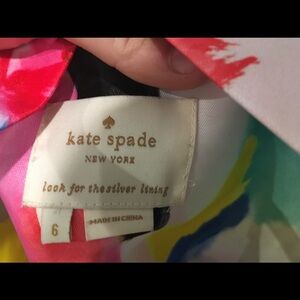 kate spade
NEW YORK
look for the silver lining
6
MADE IN CHINA